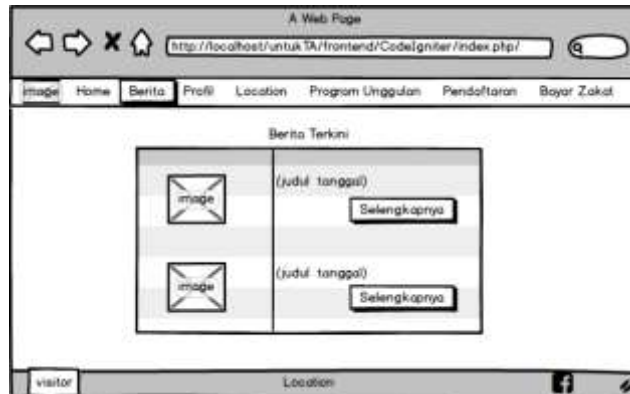 A Web Page
http://localhost/untukTA/frontend/CodeIgniter/index.php/
image Home Berita Profil Location Program Unggulan Pendaftaran Bayar Zakat
Berita Terkini
image
(judul tanggal)
Selengkapnya
image
(judul tanggal)
Selengkapnya
visitor Location f